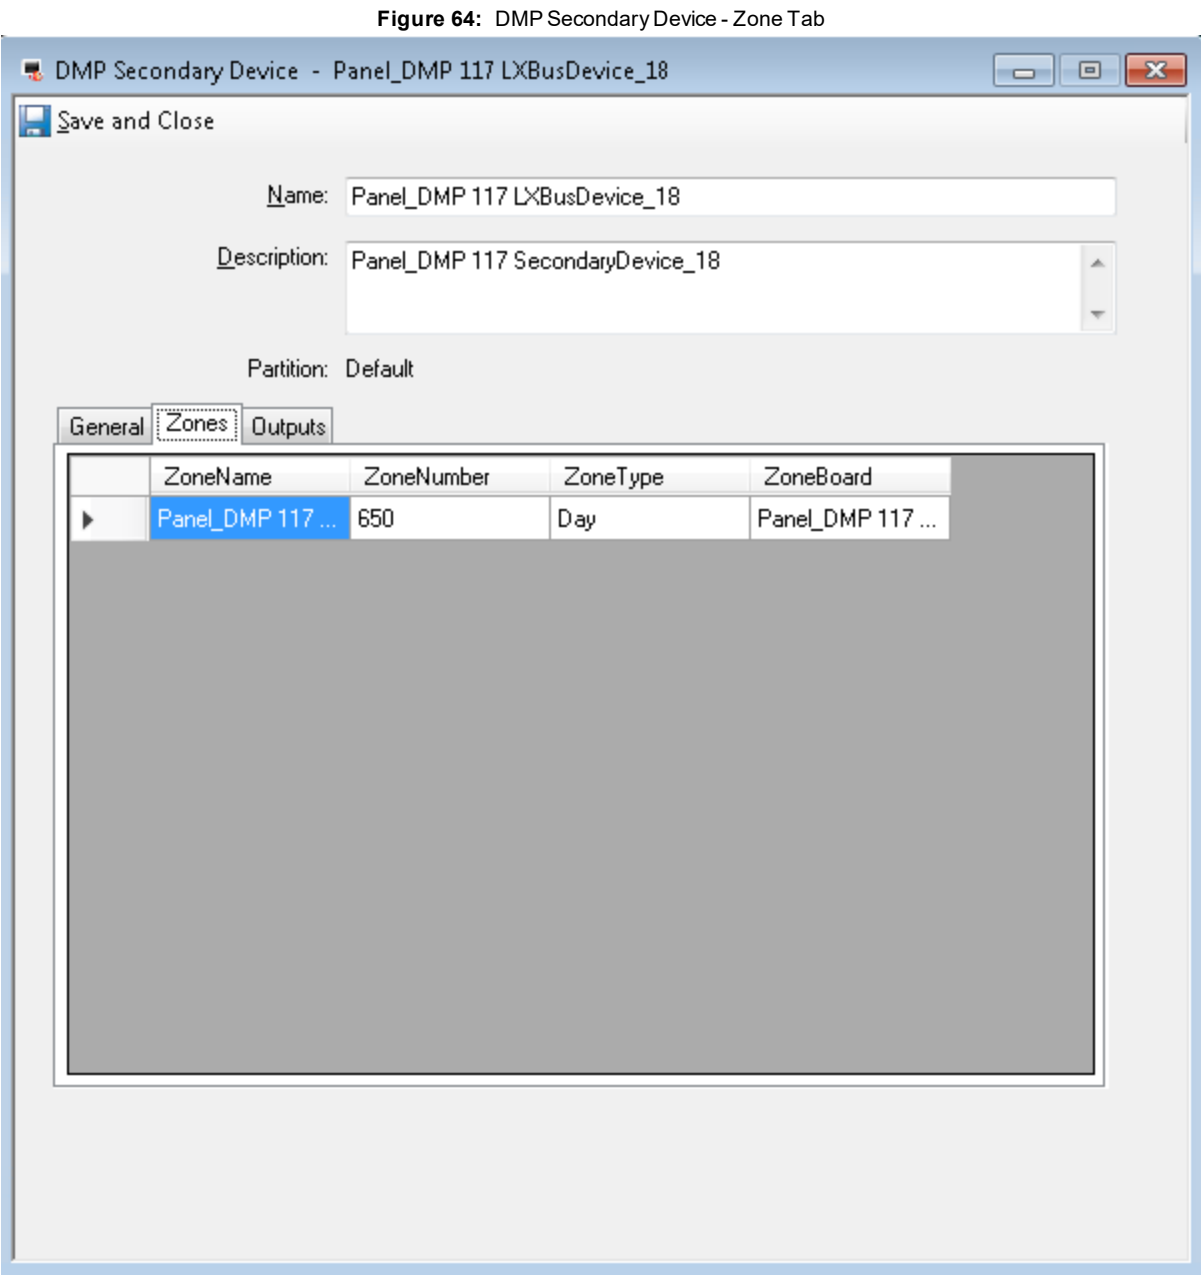 Figure 64: DMP Secondary Device - Zone Tab
DMP Secondary Device - Panel_DMP 117 LXBusDevice_18
Save and Close
Name: Panel_DMP 117 LXBusDevice_18
Description: Panel_DMP 117 SecondaryDevice_18
Partition: Default
General Zones Outputs
ZoneName ZoneNumber ZoneType ZoneBoard
Panel_DMP 117 ... 650 Day Panel_DMP 117 ...